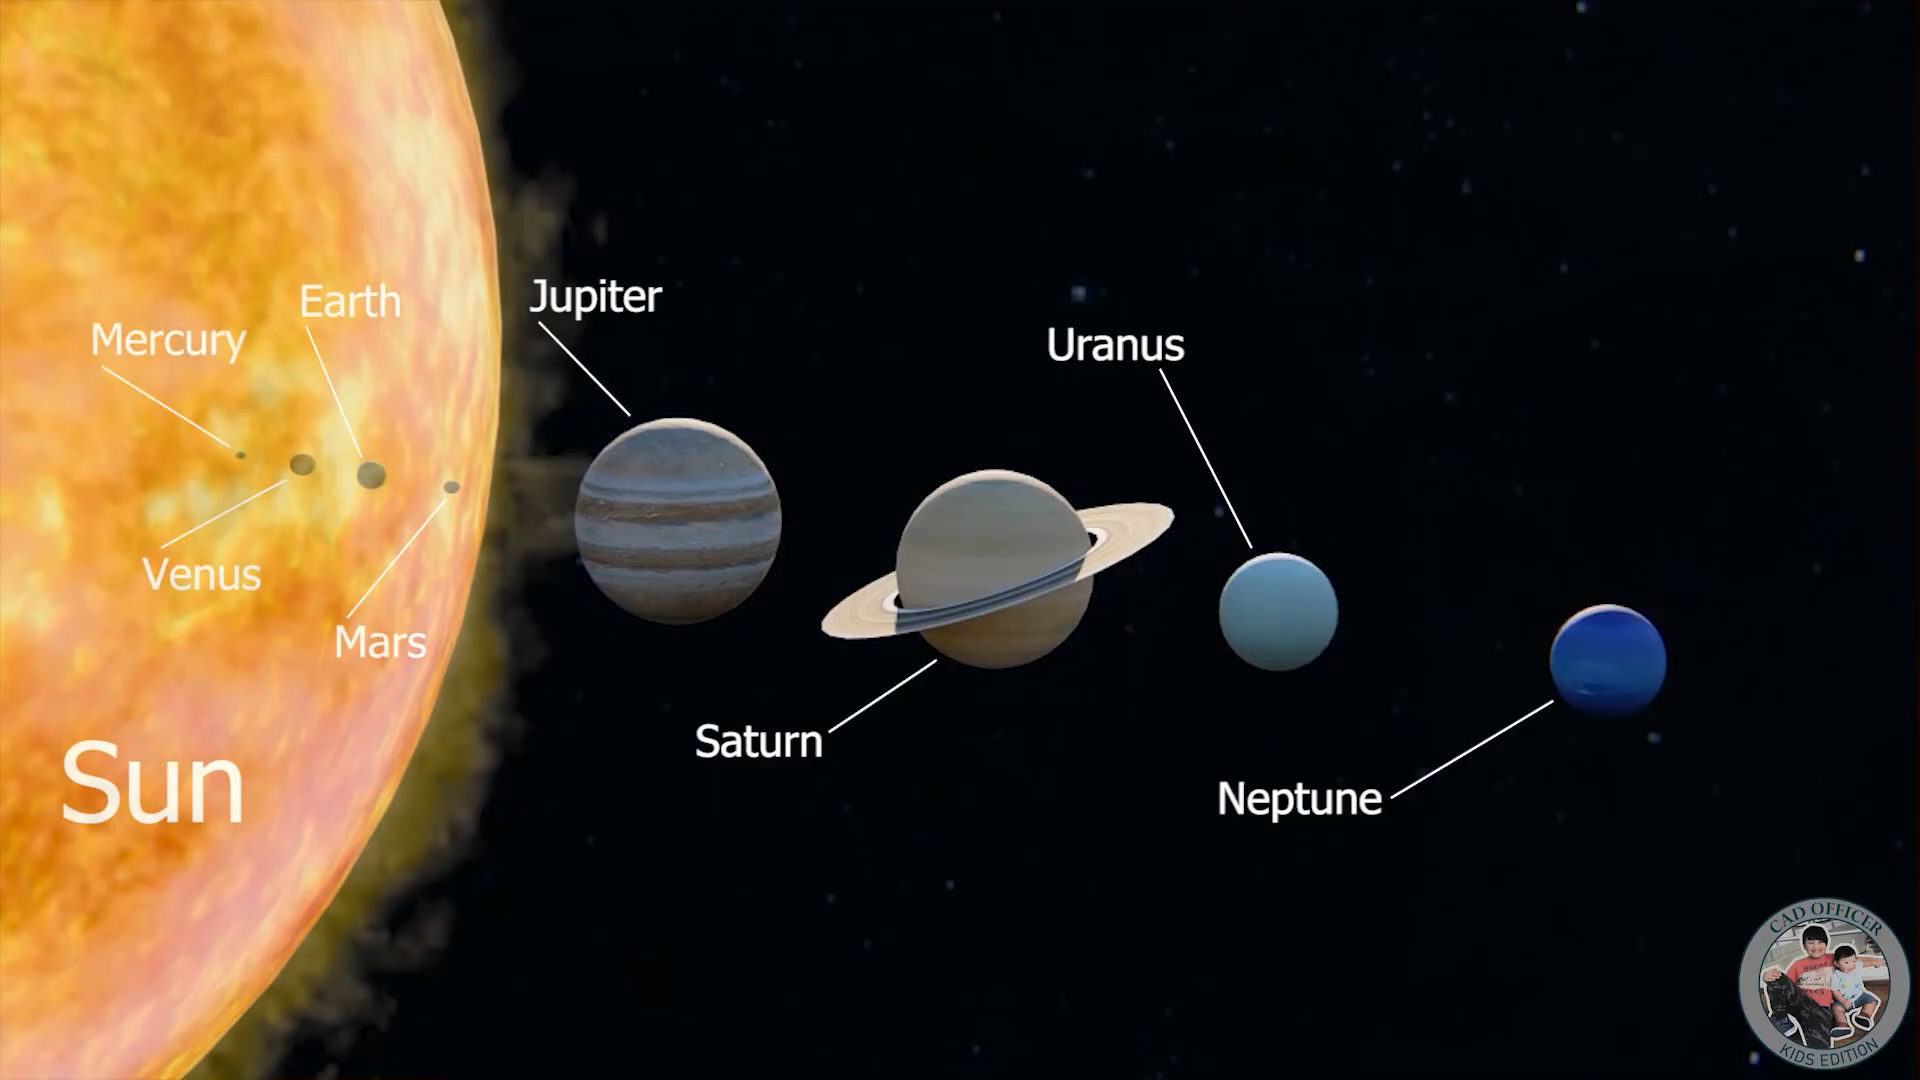 Earth
Jupiter
Mercury
Uranus
Venus
Mars
Saturn
Sun
Neptune
CAD OFFICER
KIDS EDITION